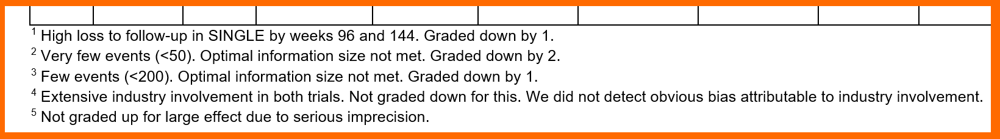 1 High loss to follow-up in SINGLE by weeks 96 and 144. Graded down by 1.
2 Very few events (<50). Optimal information size not met. Graded down by 2.
3 Few events (<200). Optimal information size not met. Graded down by 1.
4 Extensive industry involvement in both trials. Not graded down for this. We did not detect obvious bias attributable to industry involvement.
5 Not graded up for large effect due to serious imprecision.